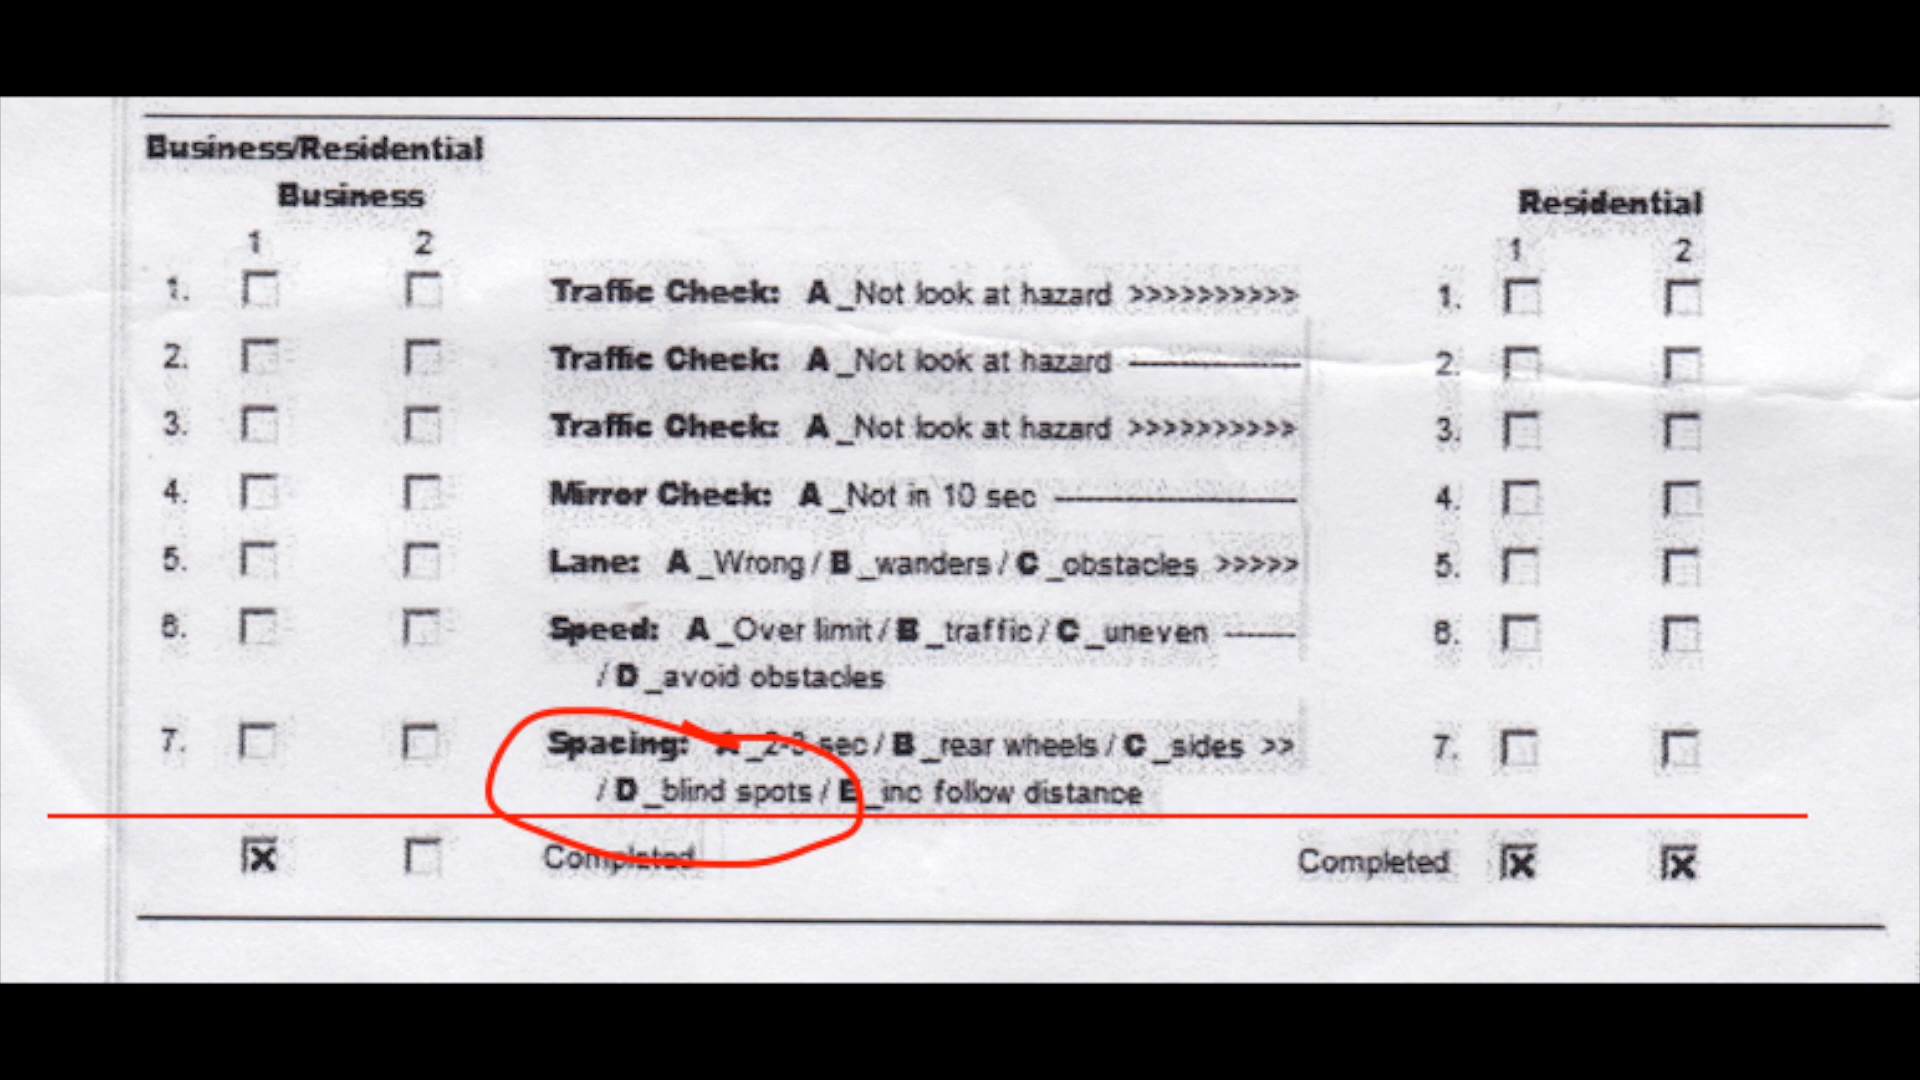 Business/Residential
Business
Residential
1 2
1 2
1. Traffic Check: A _Not look at hazard >>>>>>>>>> 1.
2. Traffic Check: A _Not look at hazard ---------- 2.
3. Traffic Check: A _Not look at hazard >>>>>>>>>> 3.
4. Mirror Check: A _Not in 10 sec ---------- 4.
5. Lane: A _Wrong / B _wanders / C _obstacles >>>>> 5.
6. Speed: A _Over limit / B _traffic / C _uneven ----- 6.
/ D _avoid obstacles
7. Spacing: A _2-3 sec / B _rear wheels / C _sides >> 7.
/ D _blind spots / E _inc follow distance
x Completed Completed x x